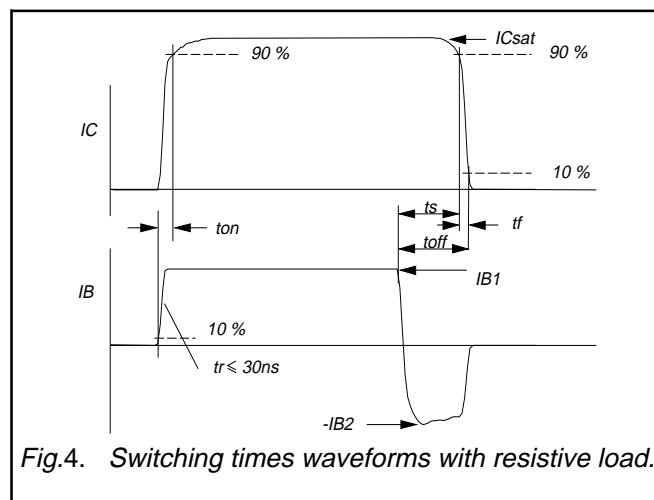 ICsat
90 %
90 %
IC
10 %
ts
ton
tf
toff
IB
IB1
10 %
tr ⩽ 30ns
-IB2
Fig.4. Switching times waveforms with resistive load.